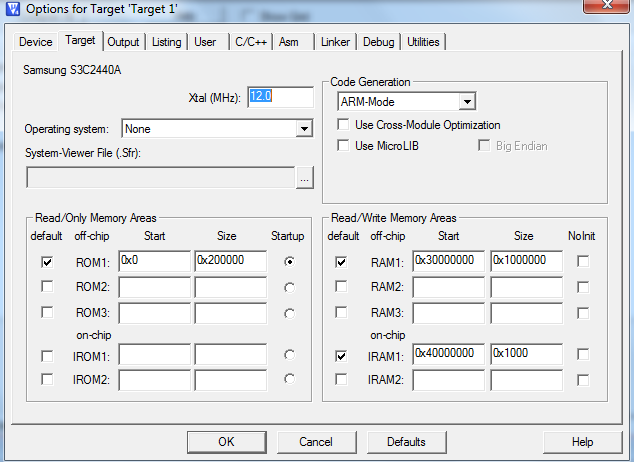 Options for Target 'Target 1'
Device Target Output Listing User C/C++ Asm Linker Debug Utilities
Samsung S3C2440A
Xtal (MHz): 12.0
Operating system: None
System-Viewer File (.Sfr):
...
Code Generation
ARM-Mode
Use Cross-Module Optimization
Use MicroLIB Big Endian
Read/Only Memory Areas
default off-chip Start Size Startup
ROM1: 0x0 0x200000
ROM2:
ROM3:
on-chip
IROM1:
IROM2:
Read/Write Memory Areas
default off-chip Start Size NoInit
RAM1: 0x30000000 0x1000000
RAM2:
RAM3:
on-chip
IRAM1: 0x40000000 0x1000
IRAM2:
OK Cancel Defaults Help